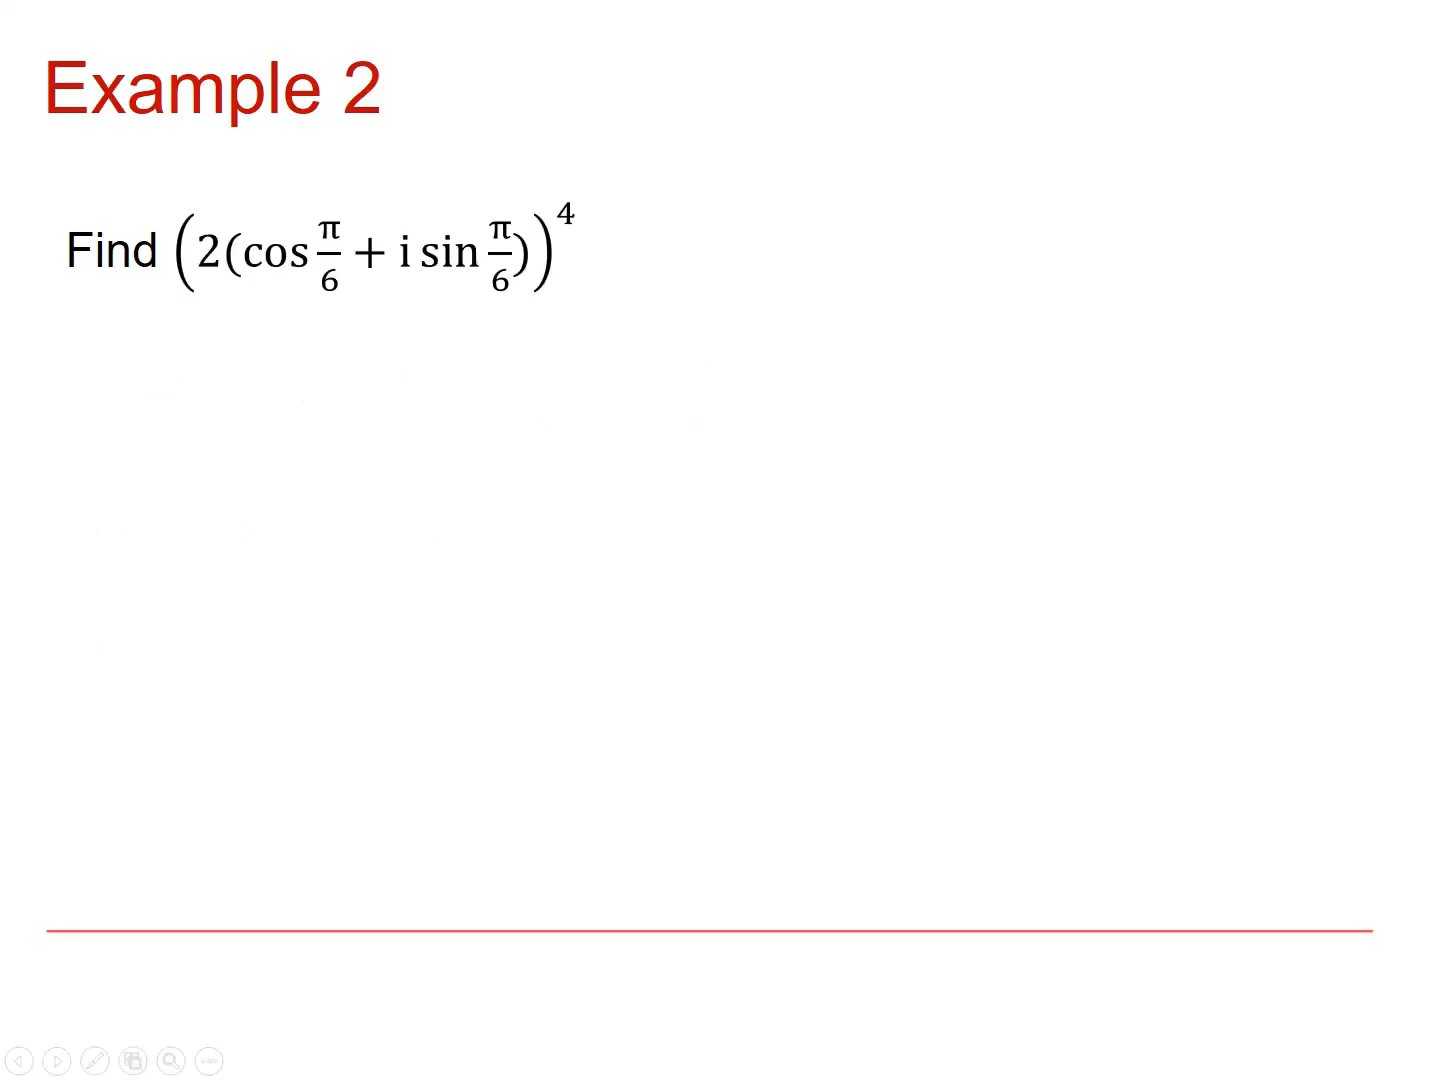 Example 2
Find (2(cos π/6 + i sin π/6))^4